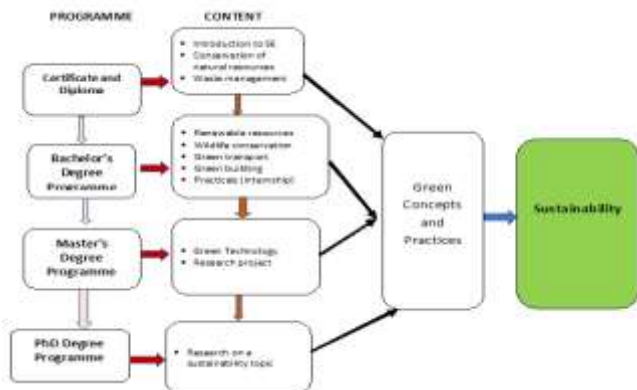 PROGRAMME
CONTENT
Certificate and
Diploma
• Introduction to SE
• Conservation of
natural resources
• Waste management
Bachelor's
Degree
Programme
• Renewable resources
• Wildlife conservation
• Green transport
• Green building
• Practices (Internship)
Master's
Degree
Programme
• Green Technology
• Research project
PhD Degree
Programme
• Research on a
sustainability topic
Green
Concepts
and
Practices
Sustainability